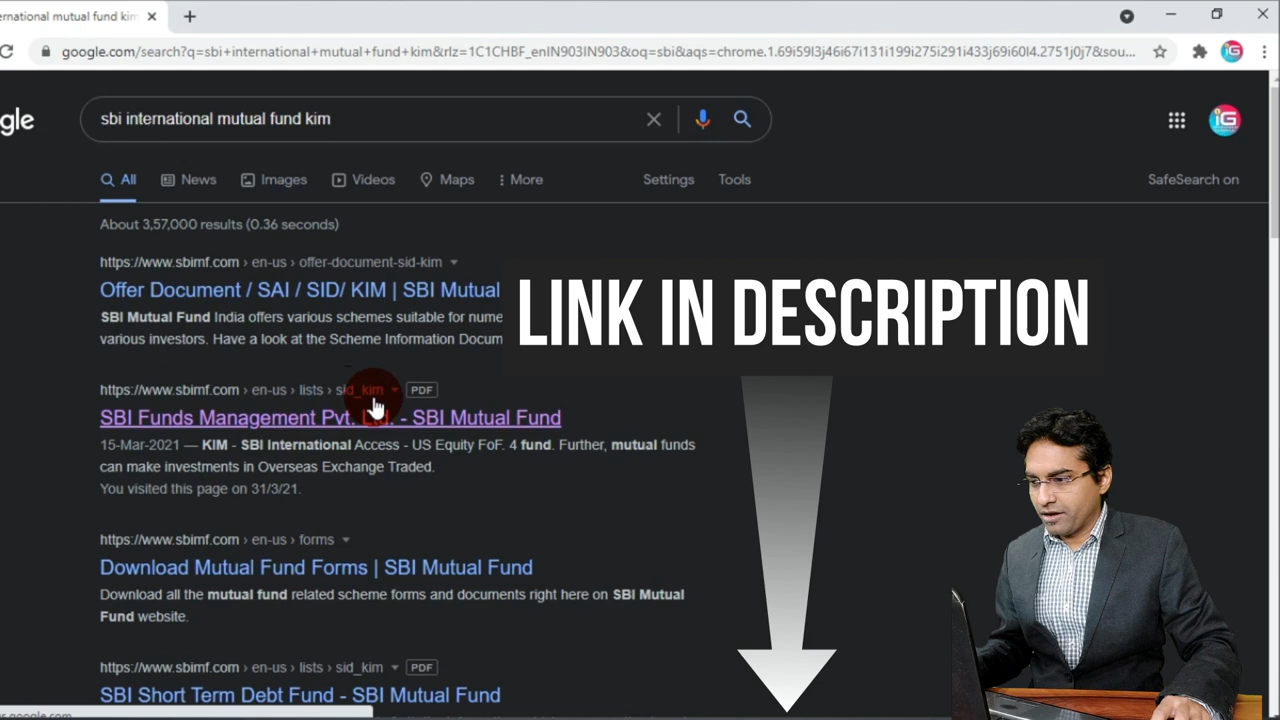 ernational mutual fund kim
google.com/search?q=sbi+international+mutual+fund+kim&rlz=1C1CHBF_enIN903IN903&oq=sbi&aqs=chrome.1.69i59l3j46i67i131i199i275i291i433j69i60l4.2751j0j7&sou...
iG
gle
sbi international mutual fund kim
iG
All News Images Videos Maps More Settings Tools SafeSearch on
About 3,57,000 results (0.36 seconds)
https://www.sbimf.com › en-us › offer-document-sid-kim
Offer Document / SAI / SID/ KIM | SBI Mutual
SBI Mutual Fund India offers various schemes suitable for nume
various investors. Have a look at the Scheme Information Docum
LINK IN DESCRIPTION
https://www.sbimf.com › en-us › lists › sid_kim PDF
SBI Funds Management Pvt. Ltd. - SBI Mutual Fund
15-Mar-2021 — KIM - SBI International Access - US Equity FoF. 4 fund. Further, mutual funds
can make investments in Overseas Exchange Traded.
You visited this page on 31/3/21.
https://www.sbimf.com › en-us › forms
Download Mutual Fund Forms | SBI Mutual Fund
Download all the mutual fund related scheme forms and documents right here on SBI Mutual
Fund website.
https://www.sbimf.com › en-us › lists › sid_kim PDF
SBI Short Term Debt Fund - SBI Mutual Fund